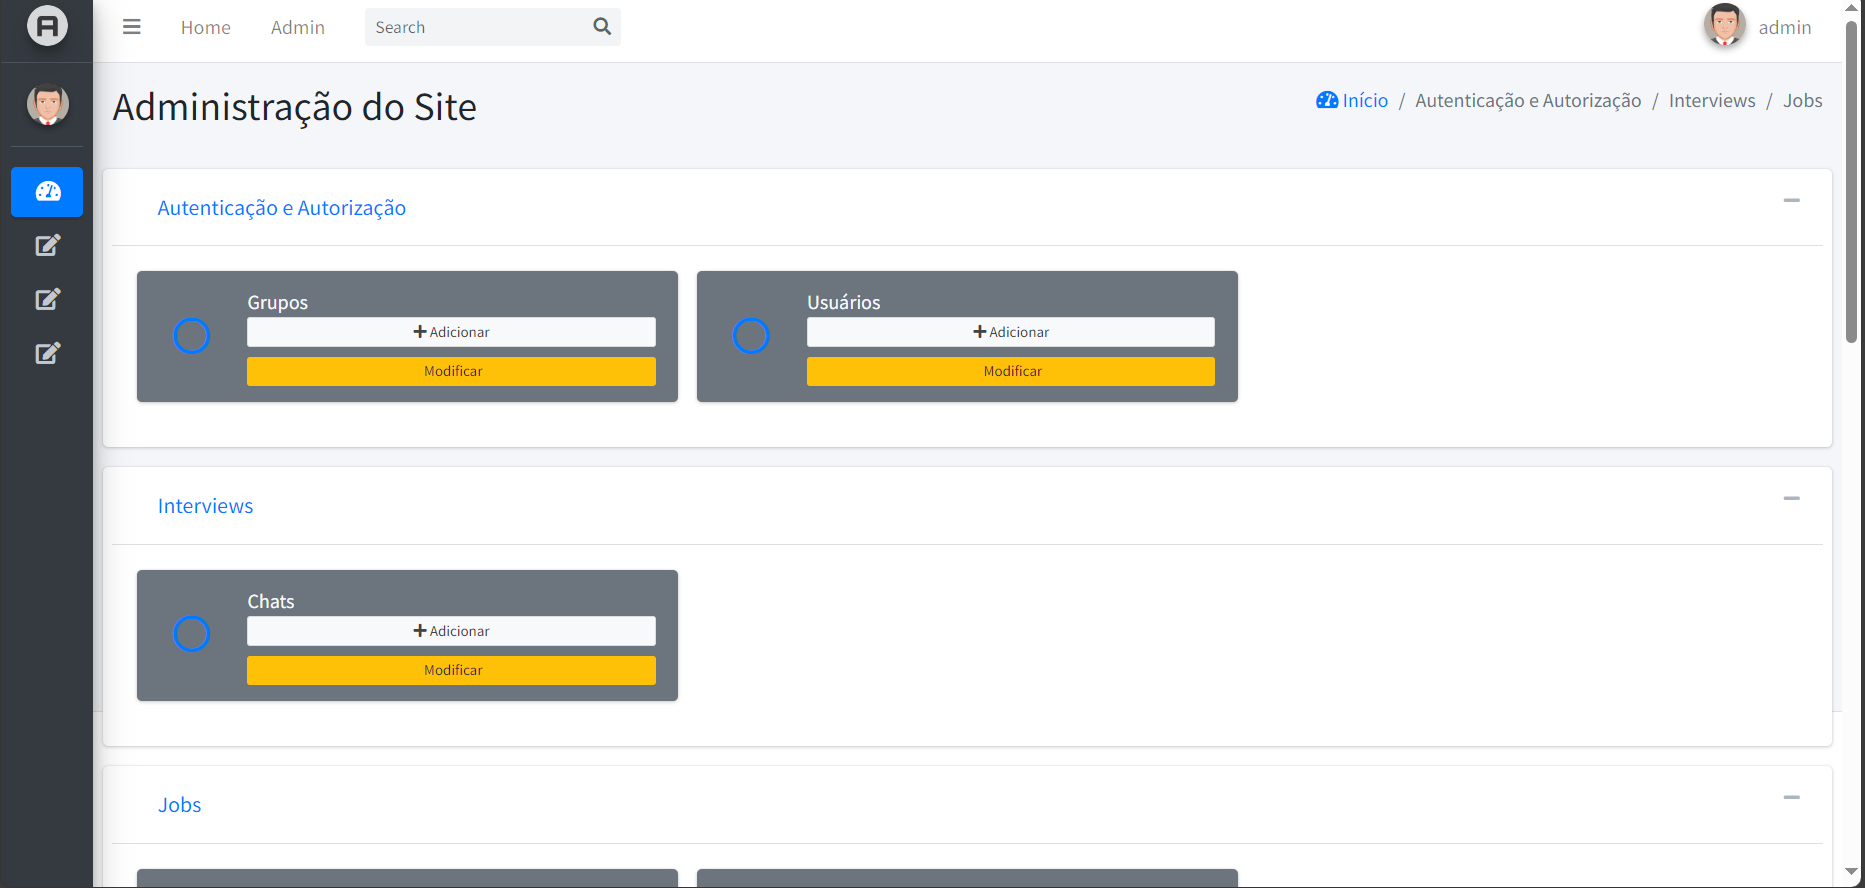 A
Home
Admin
Search
admin
Administração do Site
Início / Autenticação e Autorização / Interviews / Jobs
Autenticação e Autorização
Grupos
Adicionar
Modificar
Usuários
Adicionar
Modificar
Interviews
Chats
Adicionar
Modificar
Jobs